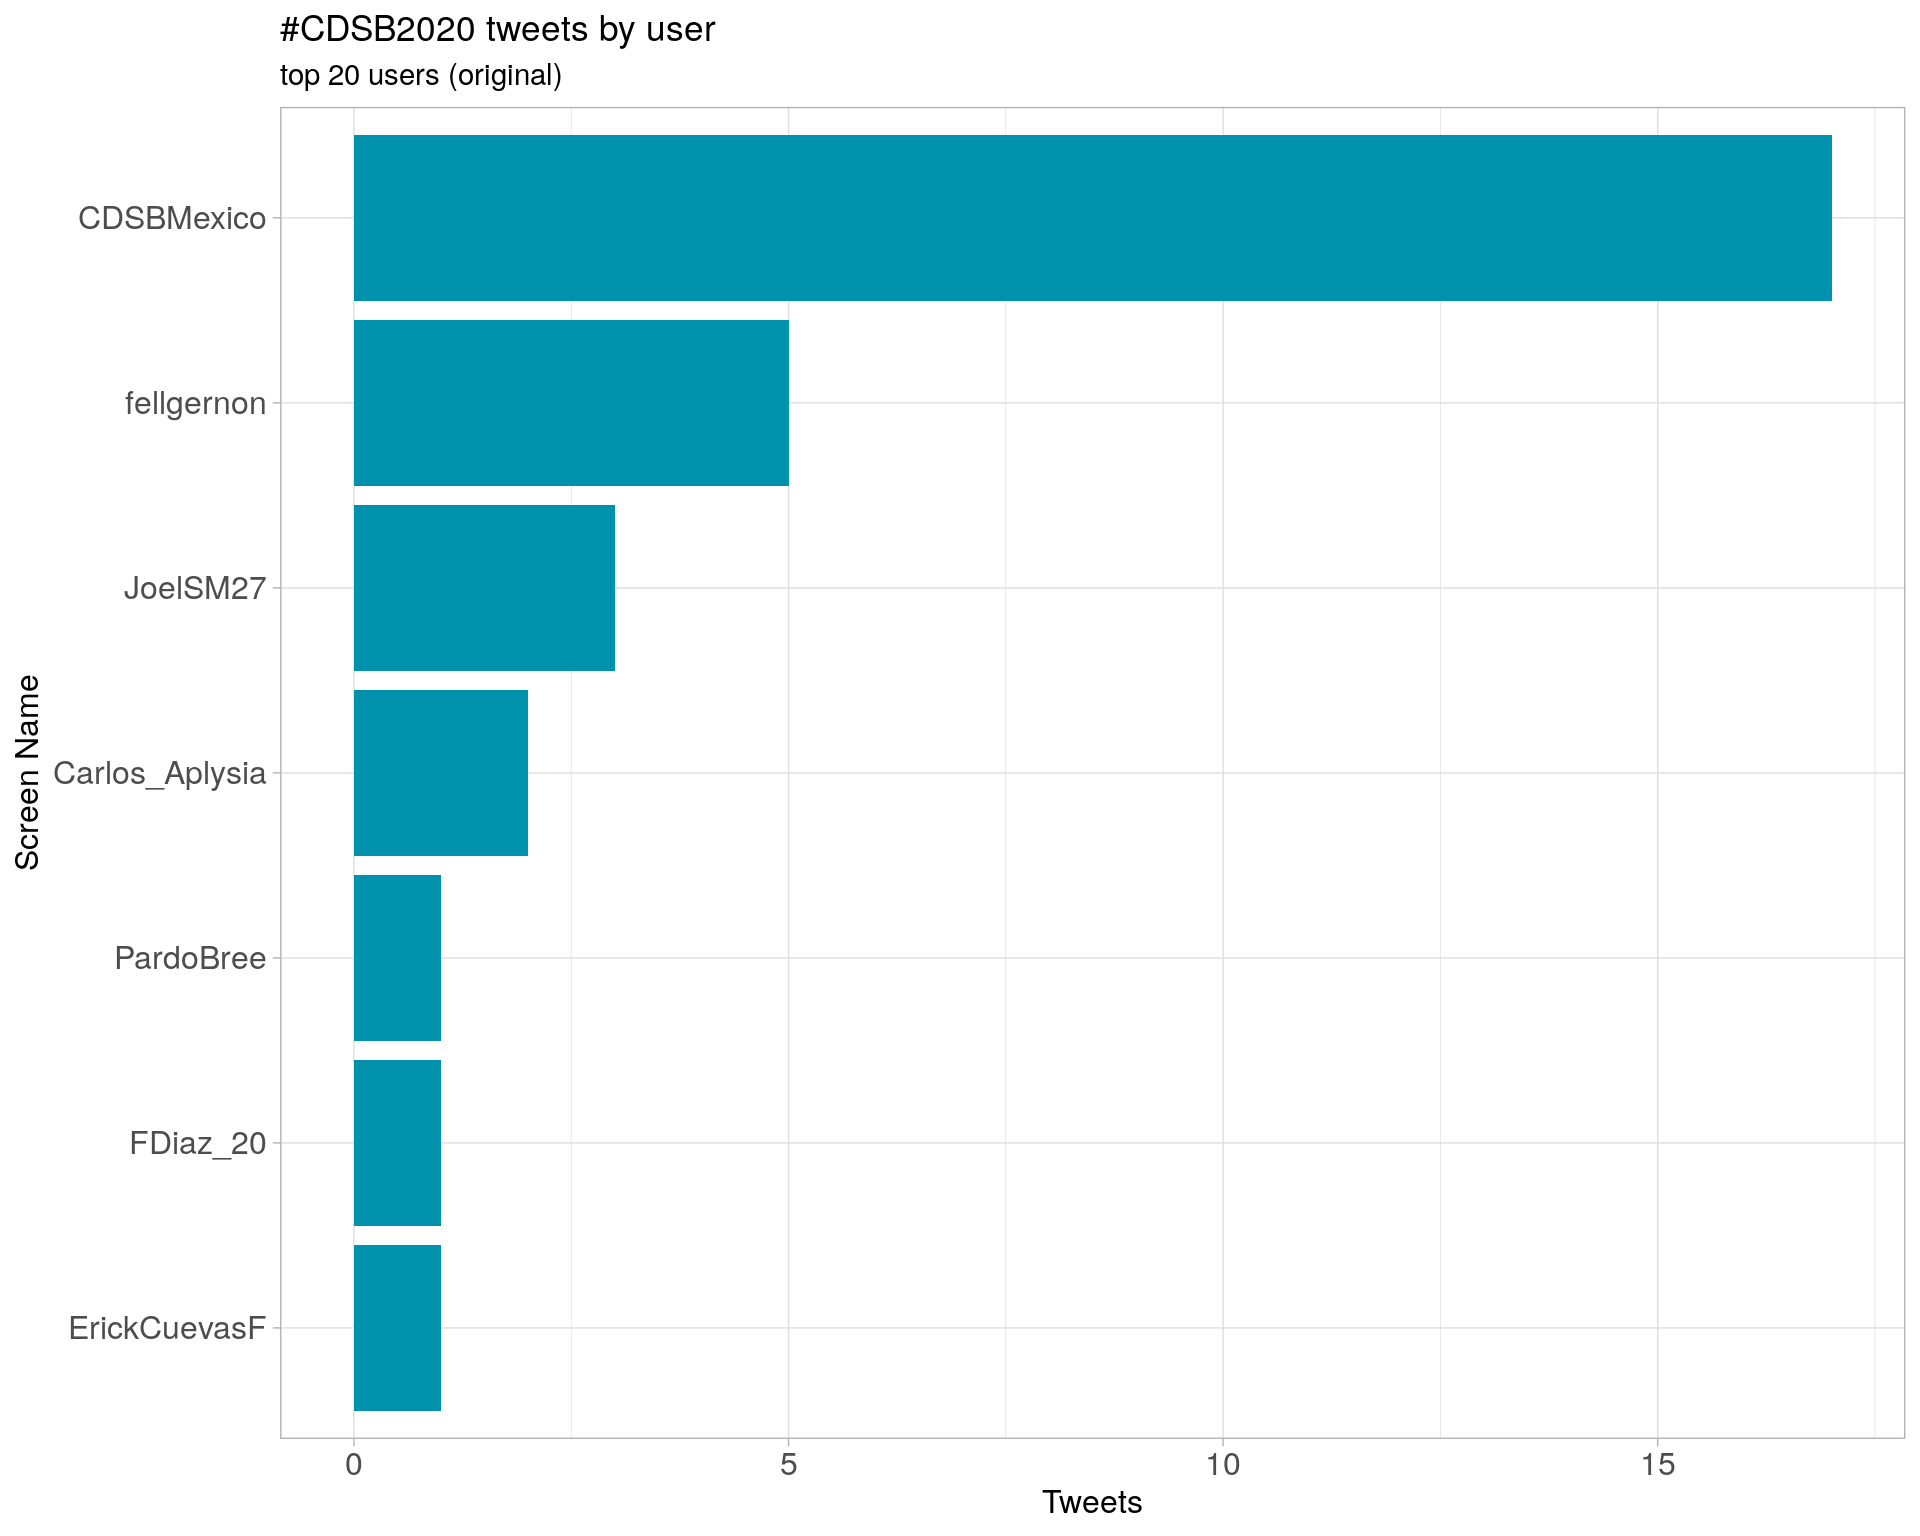 #CDSB2020 tweets by user
top 20 users (original)
CDSBMexico
fellgernon
JoelSM27
Carlos_Aplysia
PardoBree
FDiaz_20
ErickCuevasF
Screen Name
0 5 10 15
Tweets